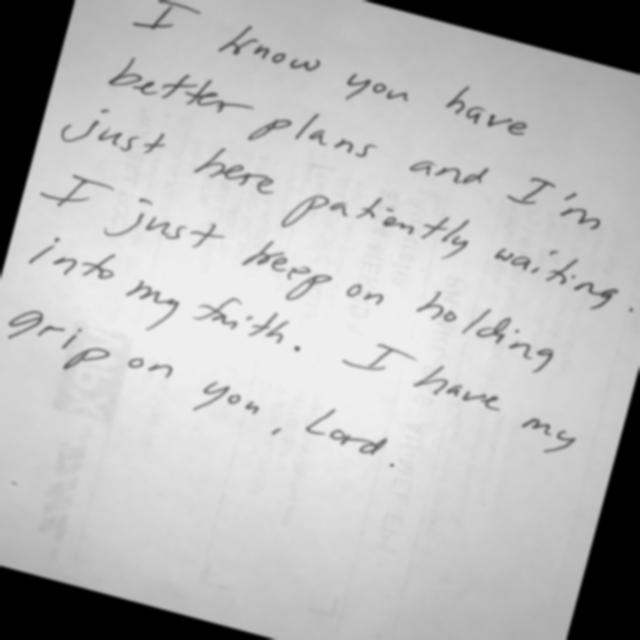 I know you have
better plans and I'm
just here patiently waiting.
I just keep on holding
into my faith. I have my
grip on you, Lord.